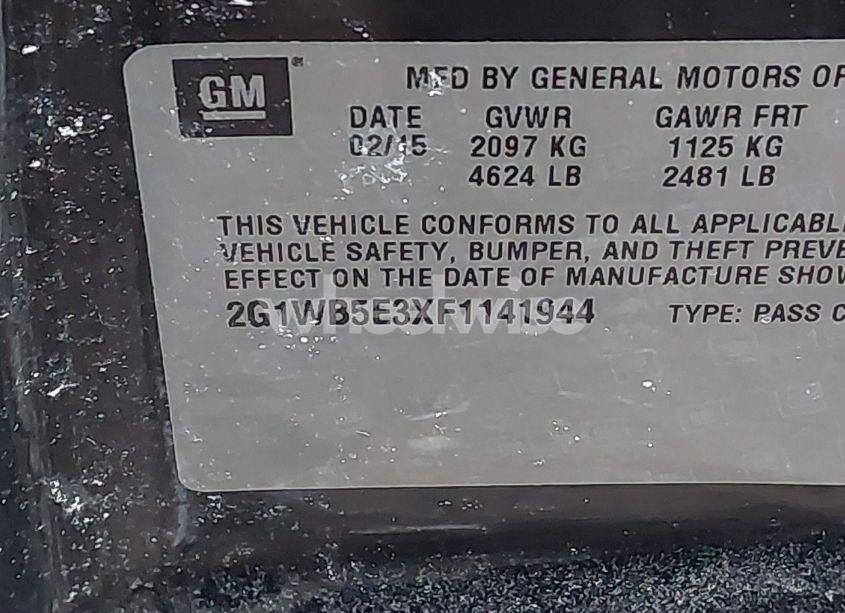 GM®
MFD BY GENERAL MOTORS OF
DATE GVWR GAWR FRT
02/15 2097 KG 1125 KG
4624 LB 2481 LB
THIS VEHICLE CONFORMS TO ALL APPLICABL
VEHICLE SAFETY, BUMPER, AND THEFT PREVE
EFFECT ON THE DATE OF MANUFACTURE SHOW
2G1WB5E3XF1141944 TYPE: PASS C